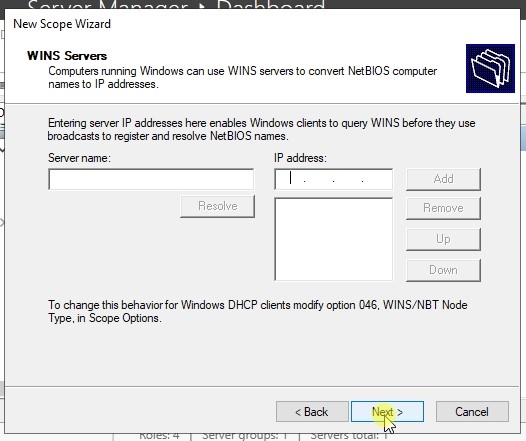 Server Manager ▸ Dashboard
New Scope Wizard
WINS Servers
Computers running Windows can use WINS servers to convert NetBIOS computer
names to IP addresses.
Entering server IP addresses here enables Windows clients to query WINS before they use
broadcasts to register and resolve NetBIOS names.
Server name: IP address:
. . . Add
Resolve Remove
Up
Down
To change this behavior for Windows DHCP clients modify option 046, WINS/NBT Node
Type, in Scope Options.
< Back Next > Cancel
Roles: 4 | Server groups: 1 | Servers total: 1